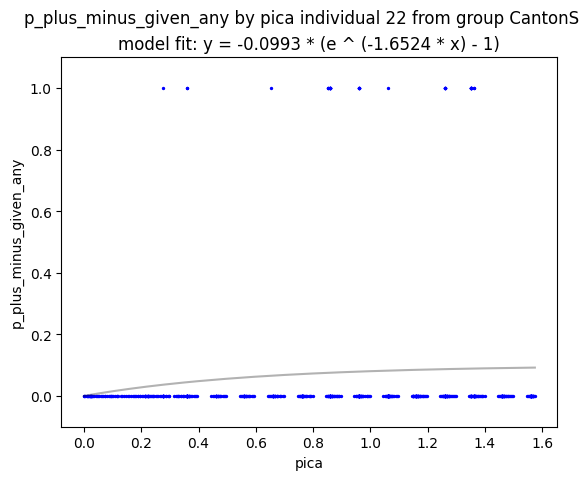 p_plus_minus_given_any by pica individual 22 from group CantonS
model fit: y = -0.0993 * (e ^ (-1.6524 * x) - 1)
1.0
0.8
0.6
0.4
0.2
0.0
p_plus_minus_given_any
0.0 0.2 0.4 0.6 0.8 1.0 1.2 1.4 1.6
pica